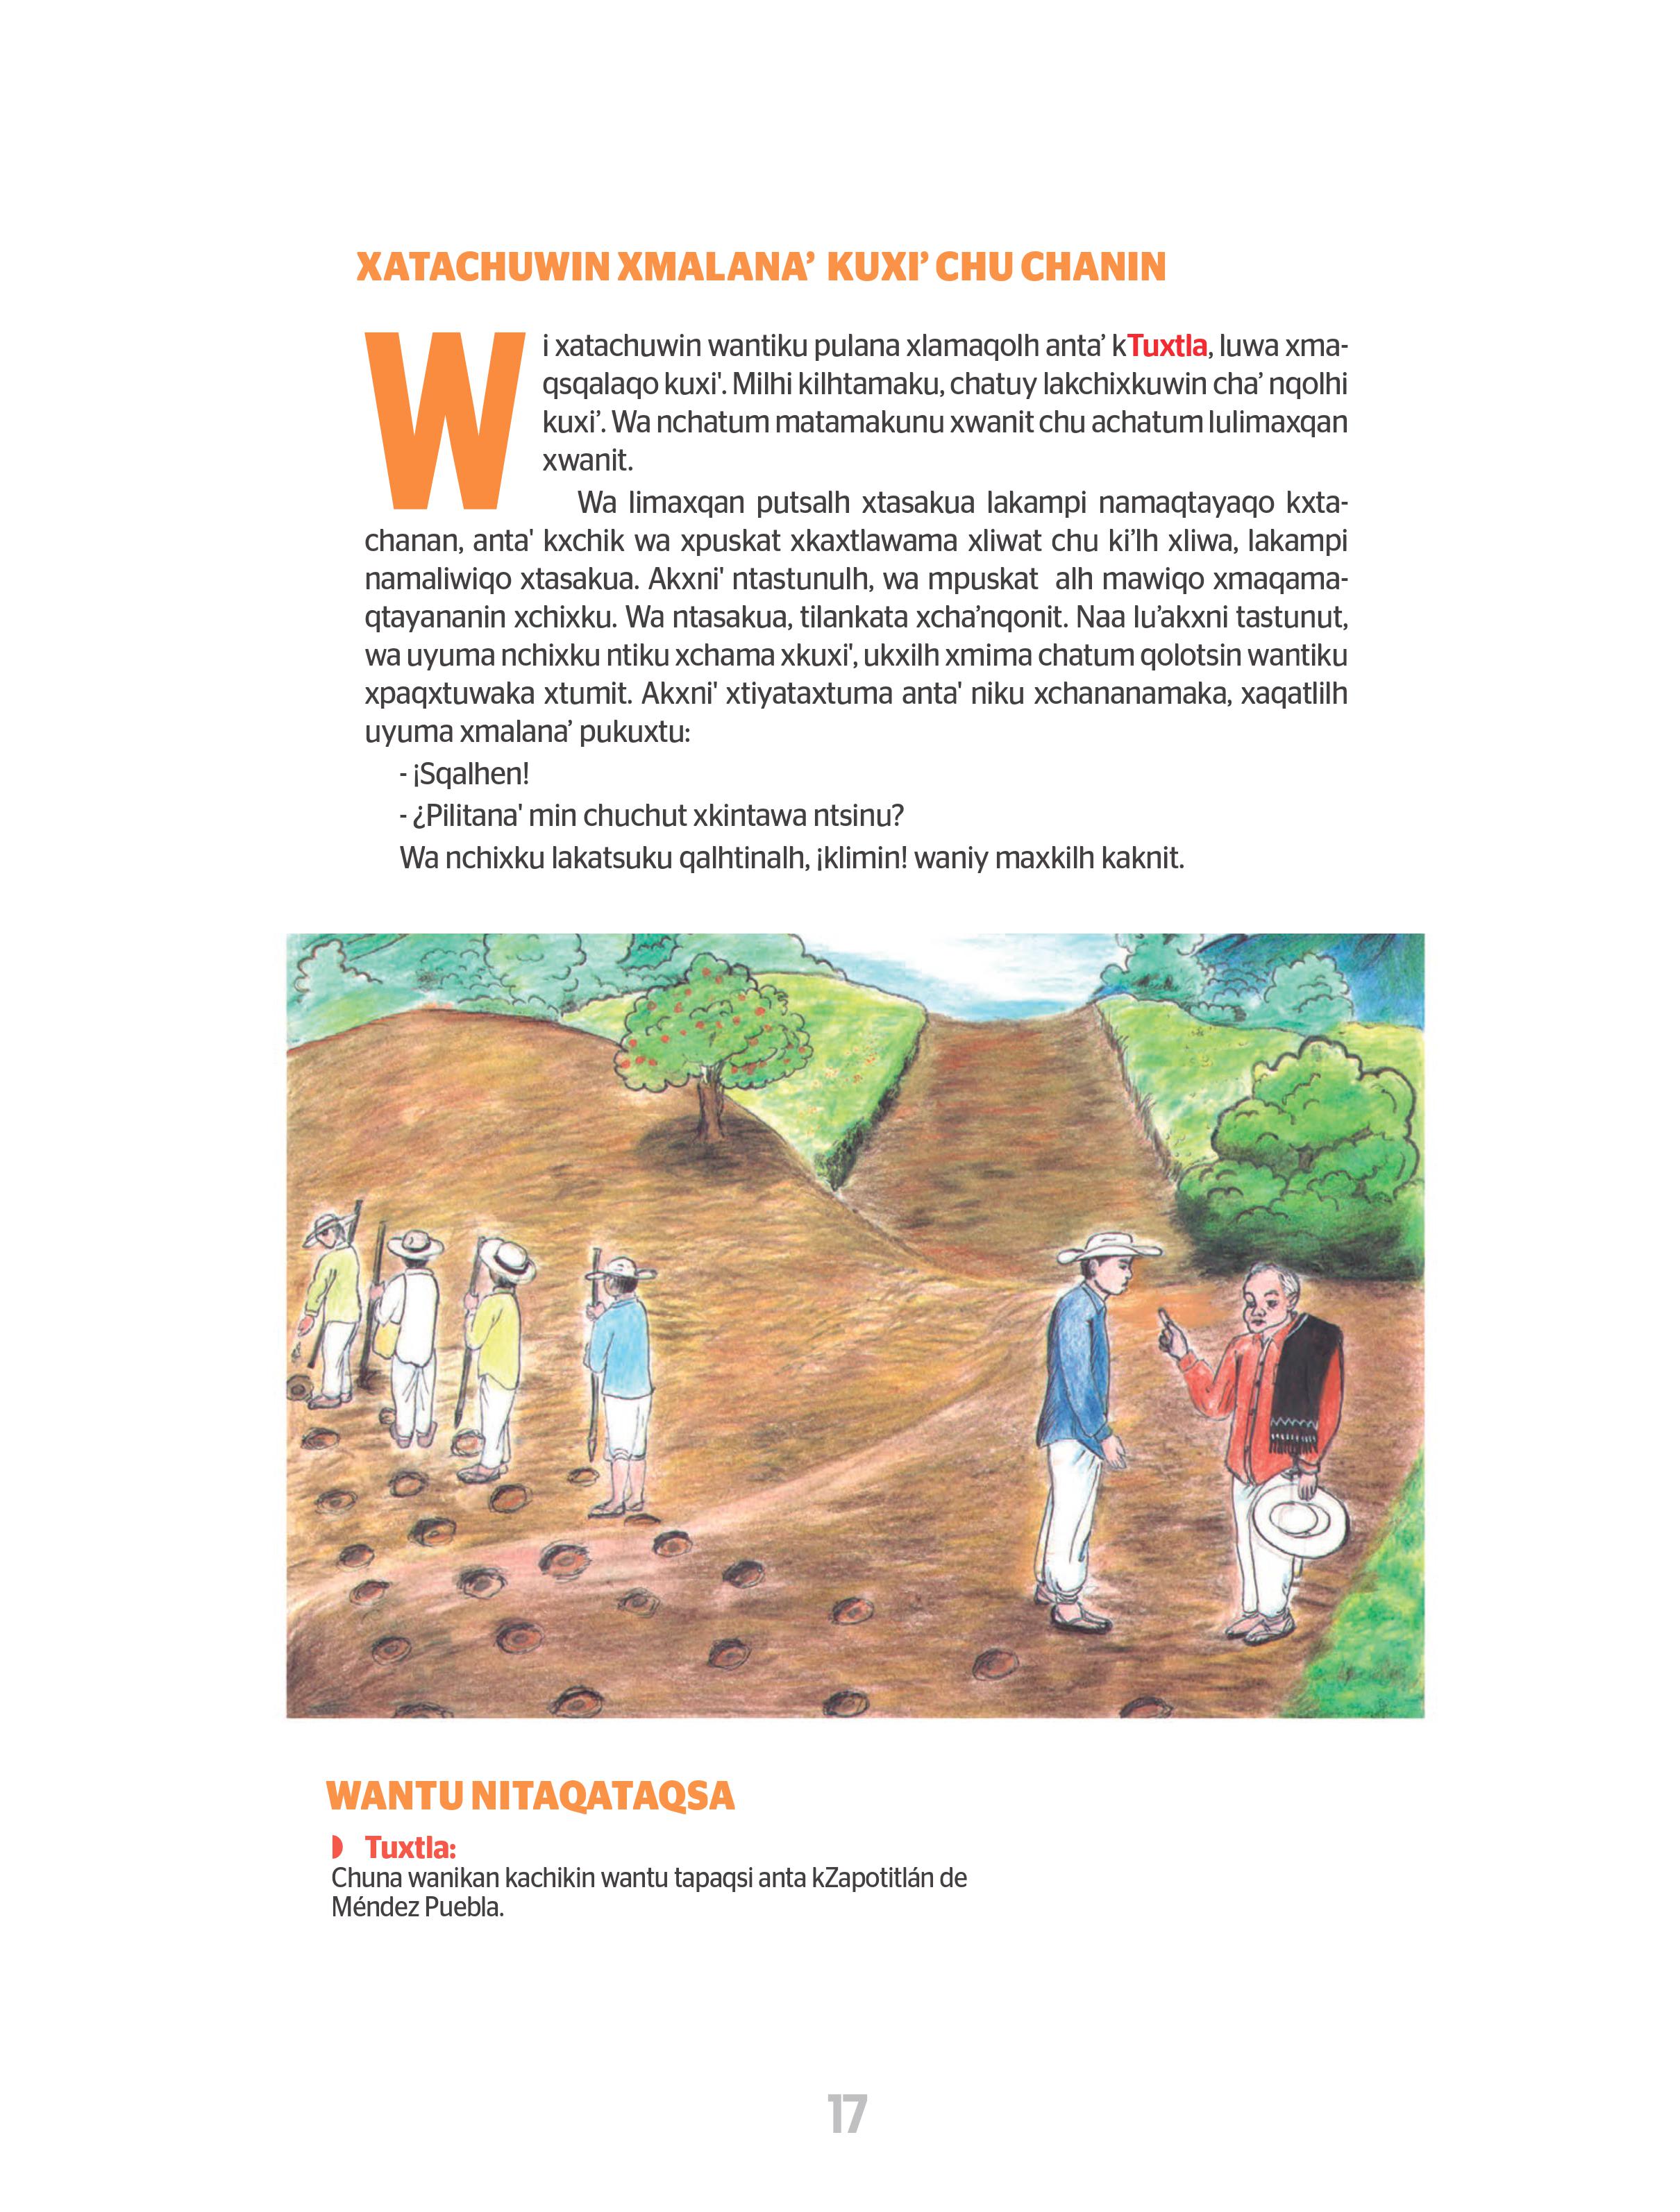 XATACHUWIN XMALANA’ KUXI’ CHU CHANIN
Wi xatachuwin wantiku pulana xlamaqolh anta’ kTuxtla, luwa xma-
qsqalaqo kuxi'. Milhi kilhtamaku, chatuy lakchixkuwin cha’ nqolhi
kuxi’. Wa nchatum matamakunu xwanit chu achatum lulimaxqan
xwanit.
Wa limaxqan putsalh xtasakua lakampi namaqtayaqo kxta-
chanan, anta' kxchik wa xpuskat xkaxtlawama xliwat chu ki’lh xliwa, lakampi
namaliwiqo xtasakua. Akxni' ntastunulh, wa mpuskat alh mawiqo xmaqama-
qtayananin xchixku. Wa ntasakua, tilankata xcha’nqonit. Naa lu’akxni tastunut,
wa uyuma nchixku ntiku xchama xkuxi', ukxilh xmima chatum qolotsin wantiku
xpaqxtuwaka xtumit. Akxni' xtiyataxtuma anta' niku xchananamaka, xaqatlilh
uyuma xmalana’ pukuxtu:
- ¡Sqalhen!
- ¿Pilitana' min chuchut xkintawa ntsinu?
Wa nchixku lakatsuku qalhtinalh, ¡klimin! waniy maxkilh kaknit.
WANTU NITAQATAQSA
Tuxtla:
Chuna wanikan kachikin wantu tapaqsi anta kZapotitlán de
Méndez Puebla.
17